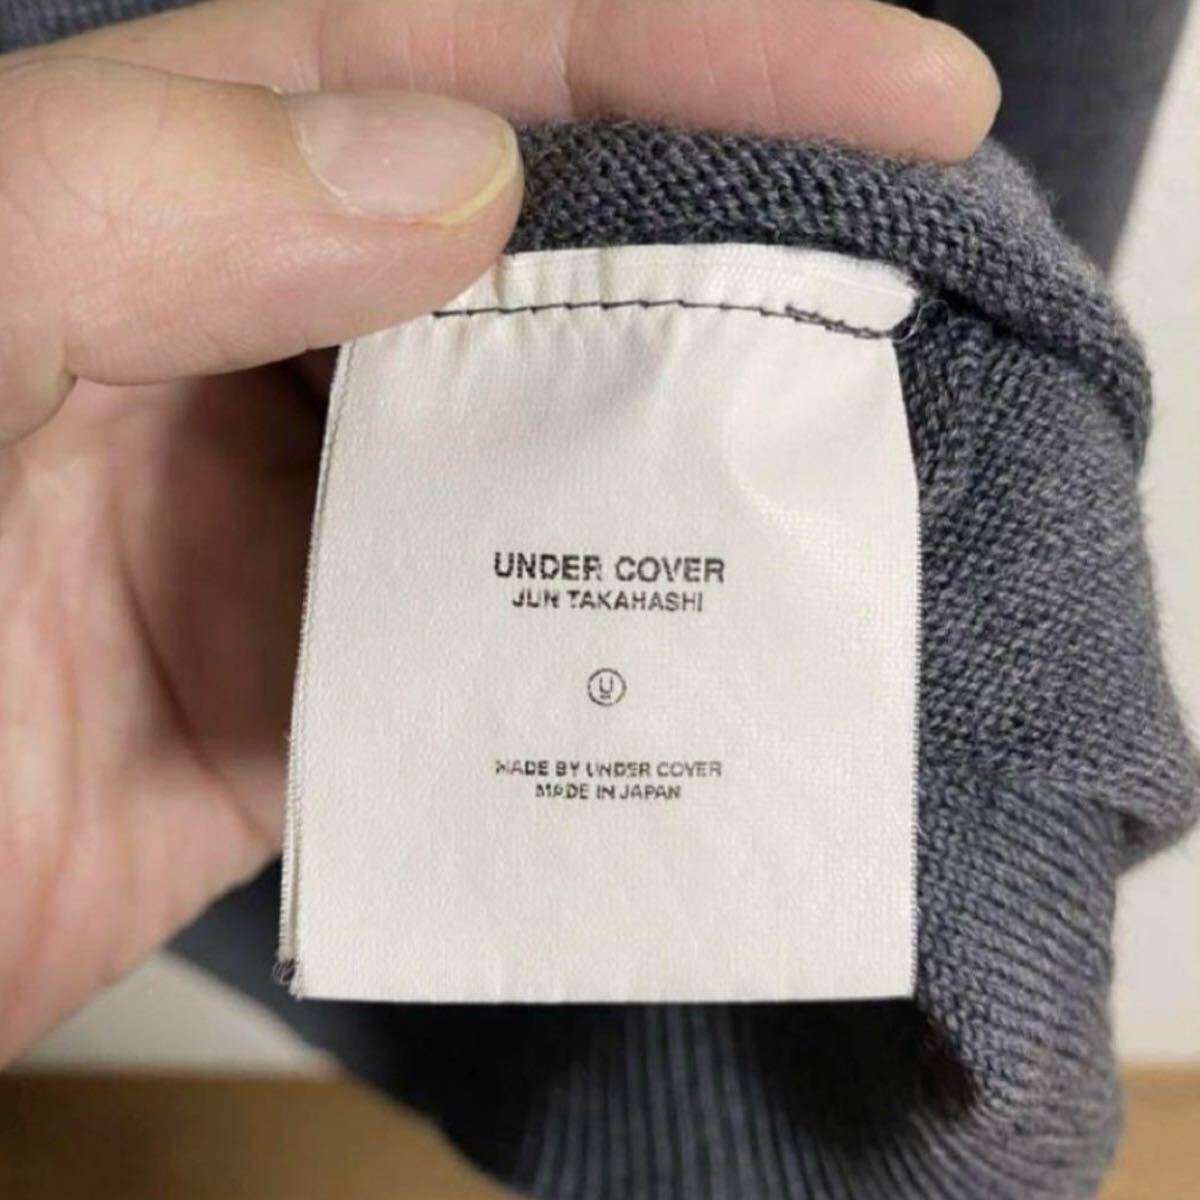 UNDER COVER
JUN TAKAHASHI
U
MADE BY UNDER COVER
MADE IN JAPAN